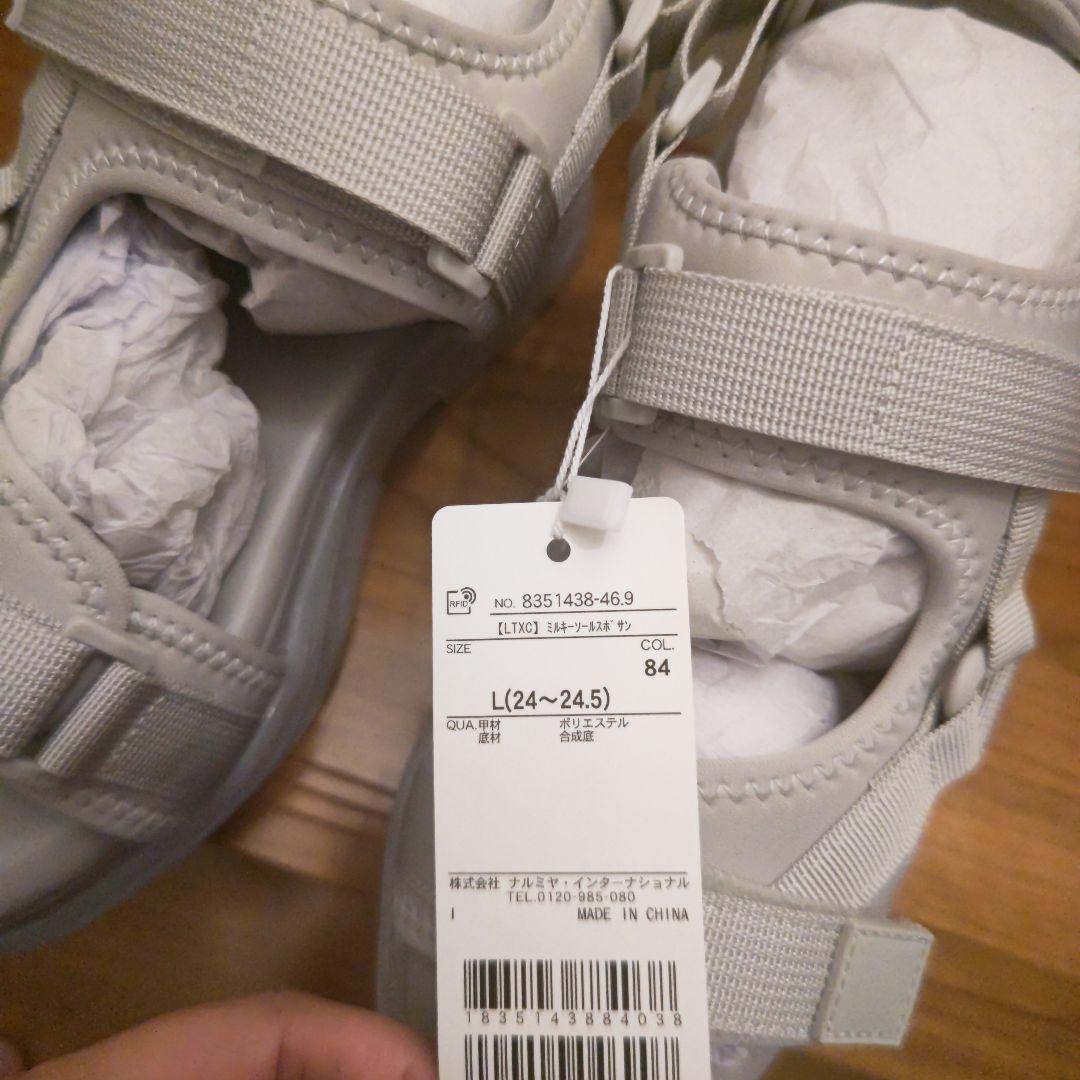 RFID NO. 8351438-46.9
【LTXC】ﾐﾙｷｰｿｰﾙｽﾎﾟｻﾝ
SIZE COL.
84
L(24～24.5)
QUA. 甲材 ポリエステル
底材 合成底
株式会社 ナルミヤ・インターナショナル
TEL.0120-985-080
I MADE IN CHINA
1835143884038